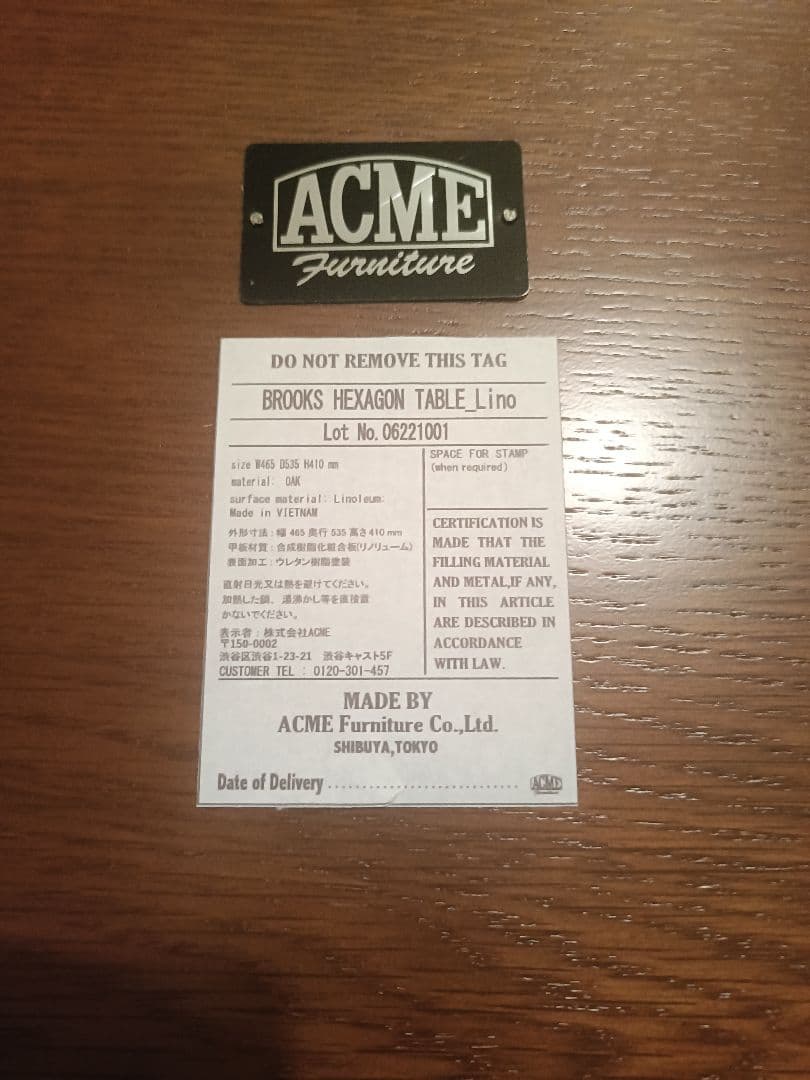 ACME
Furniture
DO NOT REMOVE THIS TAG
BROOKS HEXAGON TABLE_Lino
Lot No.06221001
size W465 D535 H410 mm
material: OAK
surface material: Linoleum:
Made in VIETNAM
外形寸法：幅 465 奥行 535 高さ 410 mm
甲板材質：合成樹脂化粧合板(リノリューム)
表面加工：ウレタン樹脂塗装
直射日光又は熱を避けてください。
加熱した鍋、湯沸かし等を直接置
かないでください。
表示者：株式会社ACME
〒150-0002
渋谷区渋谷1-23-21 渋谷キャスト5F
CUSTOMER TEL : 0120-301-457
SPACE FOR STAMP
(when required)
CERTIFICATION IS
MADE THAT THE
FILLING MATERIAL
AND METAL,IF ANY,
IN THIS ARTICLE
ARE DESCRIBED IN
ACCORDANCE
WITH LAW.
MADE BY
ACME Furniture Co.,Ltd.
SHIBUYA,TOKYO
Date of Delivery ............................
ACME